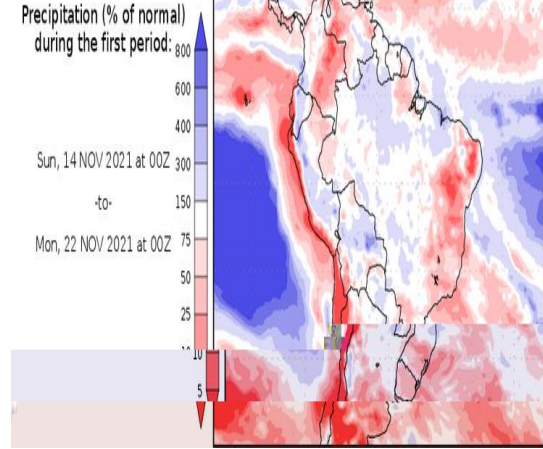 Precipitation (% of normal)
during the first period:
Sun, 14 NOV 2021 at 00Z
-to-
Mon, 22 NOV 2021 at 00Z
800
600
400
300
150
75
50
25
10
5